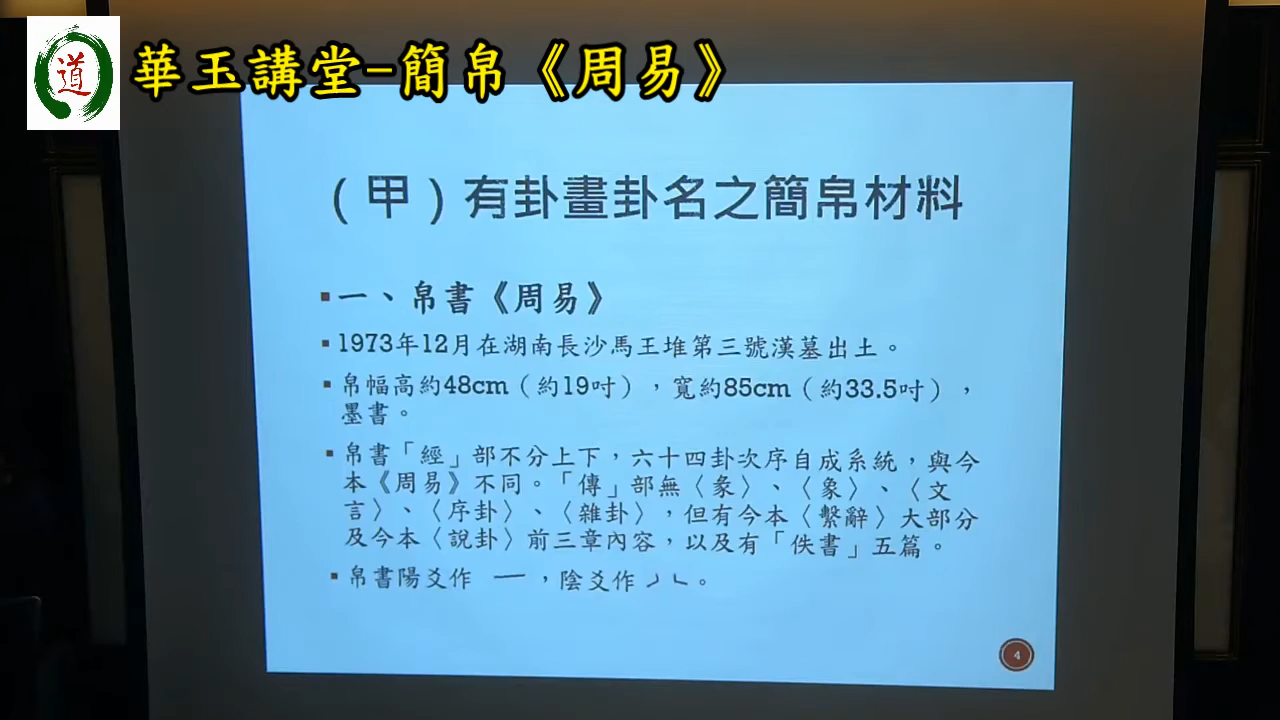 道
華玉講堂-簡帛《周易》
（甲）有卦畫卦名之簡帛材料
一、帛書《周易》
1973年12月在湖南長沙馬王堆第三號漢墓出土。
帛幅高約48cm（約19吋），寬約85cm（約33.5吋），
墨書。
帛書「經」部不分上下，六十四卦次序自成系統，與今
本《周易》不同。「傳」部無〈彖〉、〈象〉、〈文
言〉、〈序卦〉、〈雜卦〉，但有今本〈繫辭〉大部分
及今本〈說卦〉前三章內容，以及有「佚書」五篇。
帛書陽爻作 一 ，陰爻作 ㇓ ㇄。
4